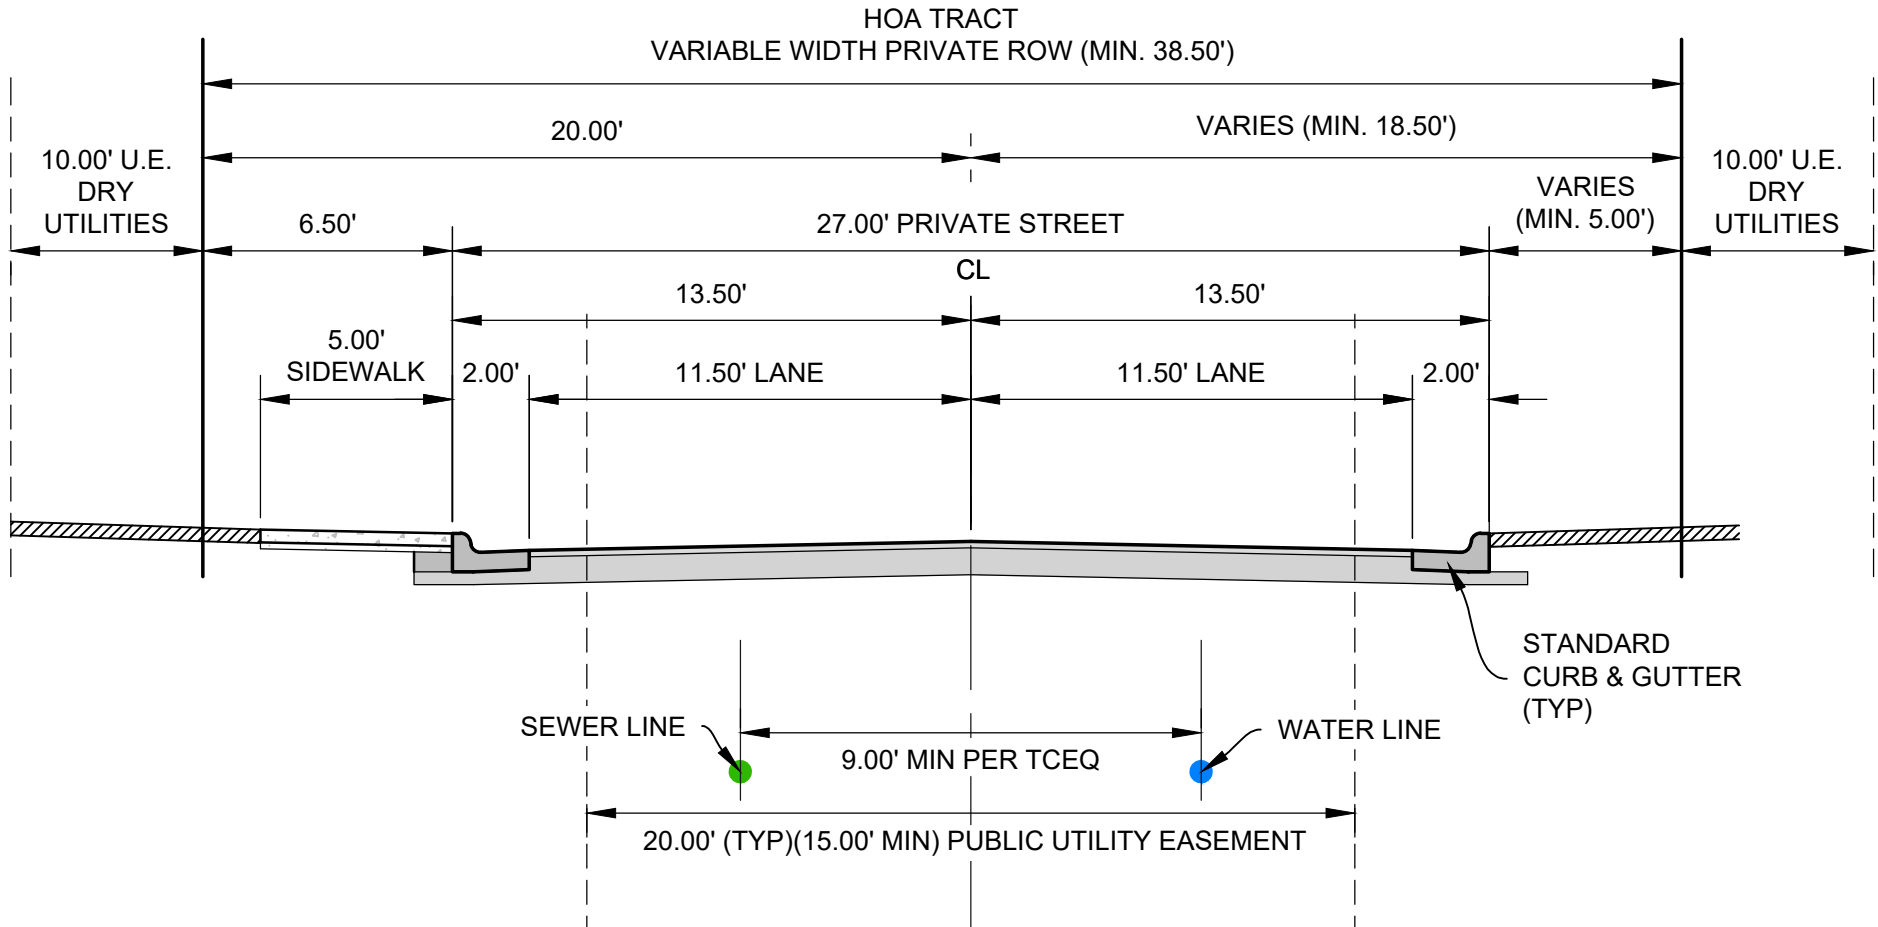 HOA TRACT
VARIABLE WIDTH PRIVATE ROW (MIN. 38.50')
20.00'
VARIES (MIN. 18.50')
10.00' U.E.
DRY
UTILITIES
6.50'
27.00' PRIVATE STREET
VARIES
(MIN. 5.00')
10.00' U.E.
DRY
UTILITIES
CL
13.50'
13.50'
5.00'
SIDEWALK
2.00'
11.50' LANE
11.50' LANE
2.00'
STANDARD
CURB & GUTTER
(TYP)
SEWER LINE
WATER LINE
9.00' MIN PER TCEQ
20.00' (TYP)(15.00' MIN) PUBLIC UTILITY EASEMENT